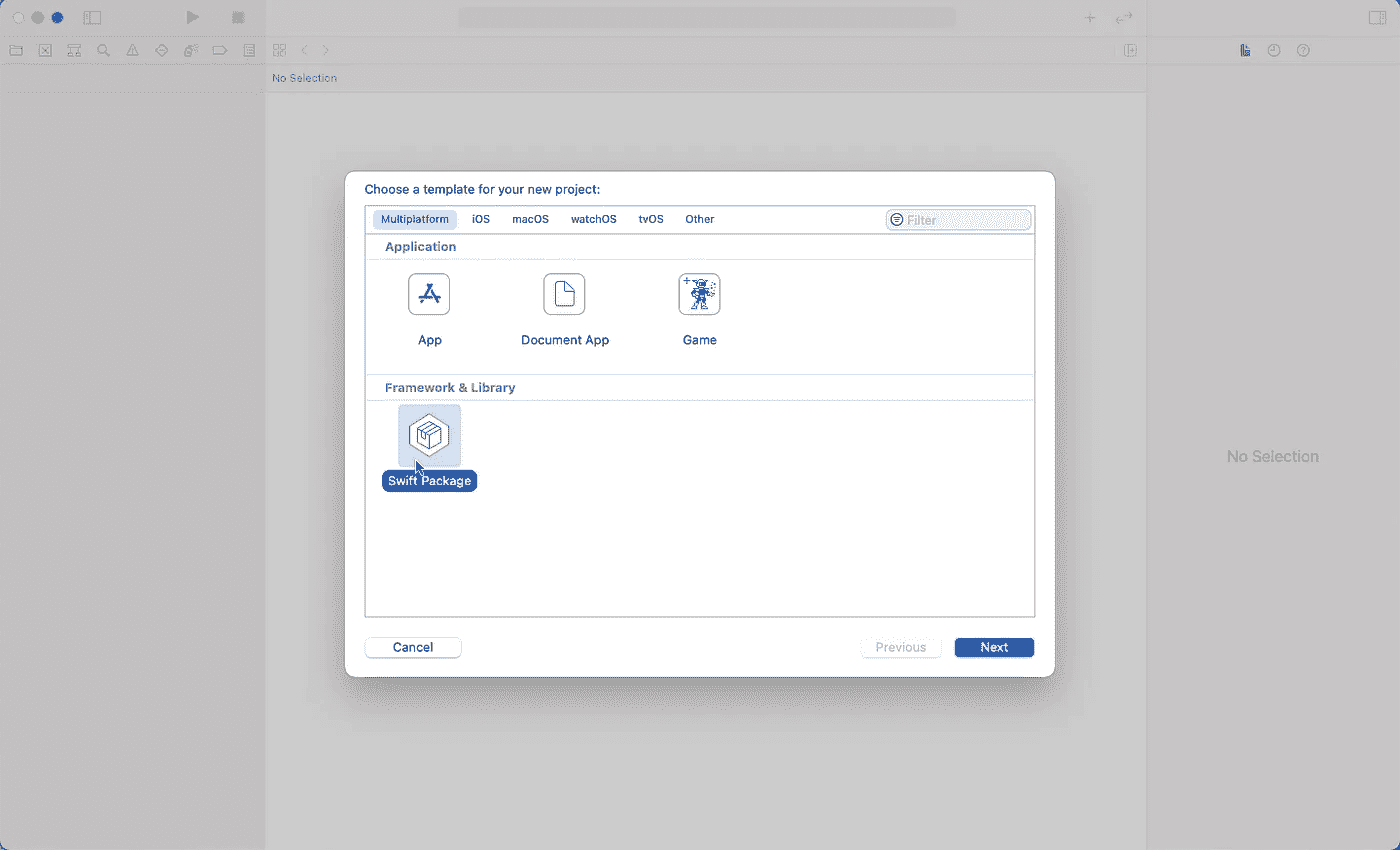 No Selection
Choose a template for your new project:
Multiplatform iOS macOS watchOS tvOS Other Filter
Application
App Document App Game
Framework & Library
Swift Package
No Selection
Cancel Previous Next